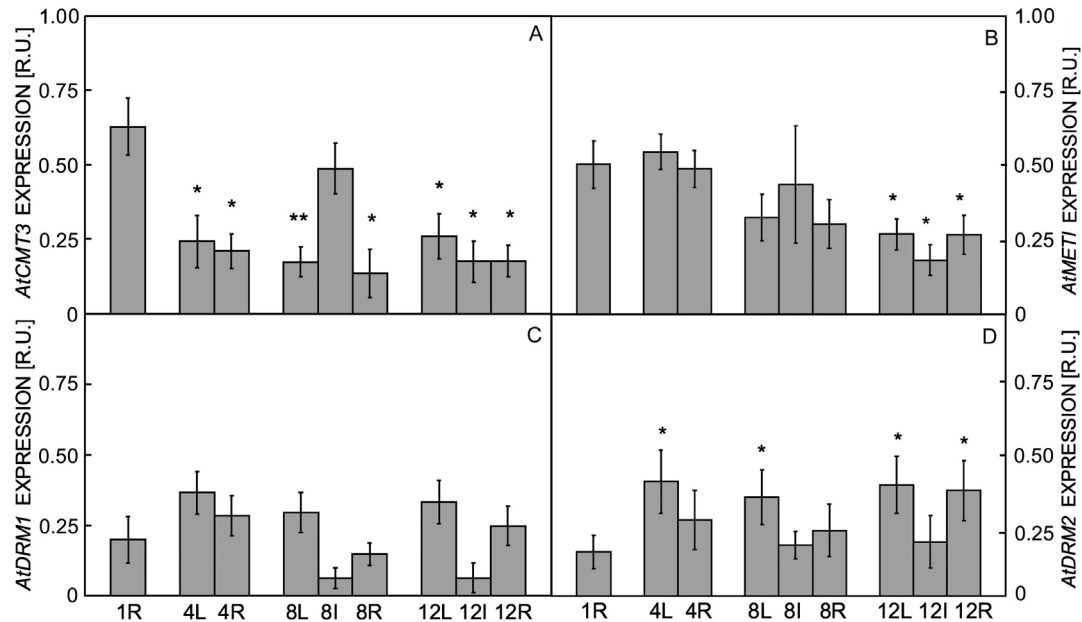 1.00
0.75
0.50
0.25
0
AtCMT3 EXPRESSION [R.U.]
A
* * ** * * * *
1.00
0.75
0.50
0.25
0
AtMETI EXPRESSION [R.U.]
B
* * *
0.75
0.50
0.25
0
AtDRM1 EXPRESSION [R.U.]
C
1R 4L 4R 8L 8I 8R 12L 12I 12R
0.75
0.50
0.25
0
AtDRM2 EXPRESSION [R.U.]
D
* * * *
1R 4L 4R 8L 8I 8R 12L 12I 12R